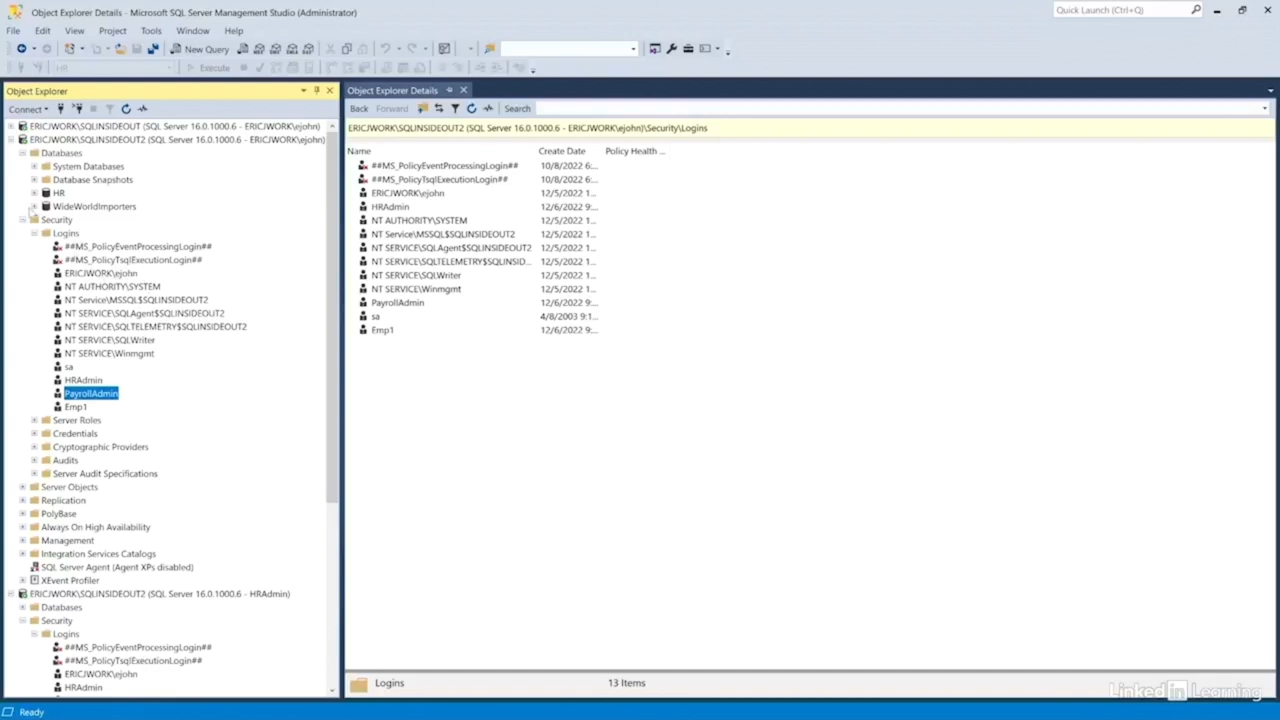 Object Explorer Details - Microsoft SQL Server Management Studio (Administrator)
Quick Launch (Ctrl+Q)
File Edit View Project Tools Window Help
New Query
HR
Execute
Object Explorer
Connect
ERICJWORK\SQLINSIDEOUT (SQL Server 16.0.1000.6 - ERICJWORK\ejohn)
ERICJWORK\SQLINSIDEOUT2 (SQL Server 16.0.1000.6 - ERICJWORK\ejohn)
Databases
System Databases
Database Snapshots
HR
WideWorldImporters
Security
Logins
##MS_PolicyEventProcessingLogin##
##MS_PolicyTsqlExecutionLogin##
ERICJWORK\ejohn
NT AUTHORITY\SYSTEM
NT Service\MSSQL$SQLINSIDEOUT2
NT SERVICE\SQLAgent$SQLINSIDEOUT2
NT SERVICE\SQLTELEMETRY$SQLINSIDEOUT2
NT SERVICE\SQLWriter
NT SERVICE\Winmgmt
sa
HRAdmin
PayrollAdmin
Emp1
Server Roles
Credentials
Cryptographic Providers
Audits
Server Audit Specifications
Server Objects
Replication
PolyBase
Always On High Availability
Management
Integration Services Catalogs
SQL Server Agent (Agent XPs disabled)
XEvent Profiler
ERICJWORK\SQLINSIDEOUT2 (SQL Server 16.0.1000.6 - HRAdmin)
Databases
Security
Logins
##MS_PolicyEventProcessingLogin##
##MS_PolicyTsqlExecutionLogin##
ERICJWORK\ejohn
HRAdmin
Object Explorer Details
Back Forward Search
ERICJWORK\SQLINSIDEOUT2 (SQL Server 16.0.1000.6 - ERICJWORK\ejohn)\Security\Logins
Name Create Date Policy Health ...
##MS_PolicyEventProcessingLogin## 10/8/2022 6:...
##MS_PolicyTsqlExecutionLogin## 10/8/2022 6:...
ERICJWORK\ejohn 12/5/2022 1...
HRAdmin 12/6/2022 9:...
NT AUTHORITY\SYSTEM 12/5/2022 1...
NT Service\MSSQL$SQLINSIDEOUT2 12/5/2022 1...
NT SERVICE\SQLAgent$SQLINSIDEOUT2 12/5/2022 1...
NT SERVICE\SQLTELEMETRY$SQLINSID... 12/5/2022 1...
NT SERVICE\SQLWriter 12/5/2022 1...
NT SERVICE\Winmgmt 12/5/2022 1...
PayrollAdmin 12/6/2022 9:...
sa 4/8/2003 9:1...
Emp1 12/6/2022 9:...
Logins 13 Items
Linked in Learning
Ready